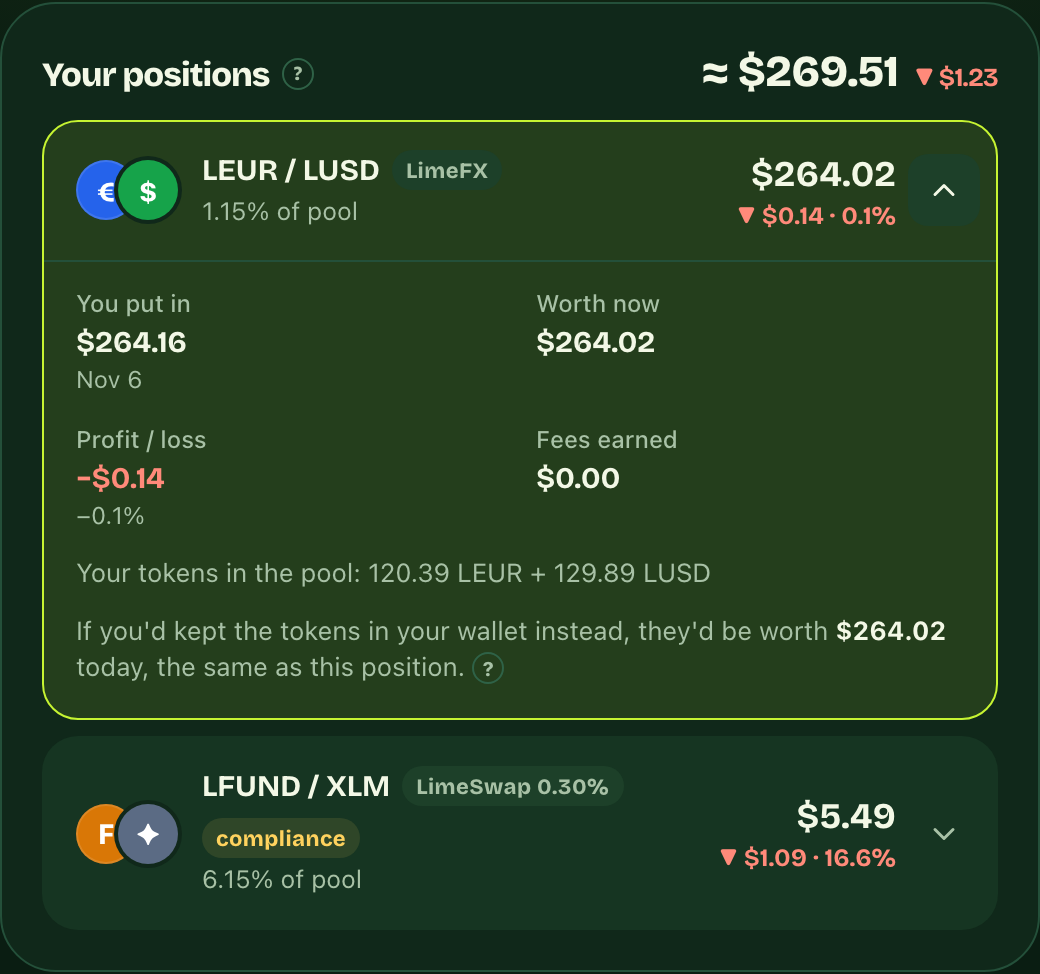 Your positions ?
≈ $269.51 ▼ $1.23
€ $ LEUR / LUSD LimeFX
1.15% of pool
$264.02
▼ $0.14 · 0.1%
You put in
$264.16
Nov 6
Worth now
$264.02
Profit / loss
−$0.14
−0.1%
Fees earned
$0.00
Your tokens in the pool: 120.39 LEUR + 129.89 LUSD
If you'd kept the tokens in your wallet instead, they'd be worth $264.02
today, the same as this position. ?
F LFUND / XLM LimeSwap 0.30%
compliance
6.15% of pool
$5.49
▼ $1.09 · 16.6%